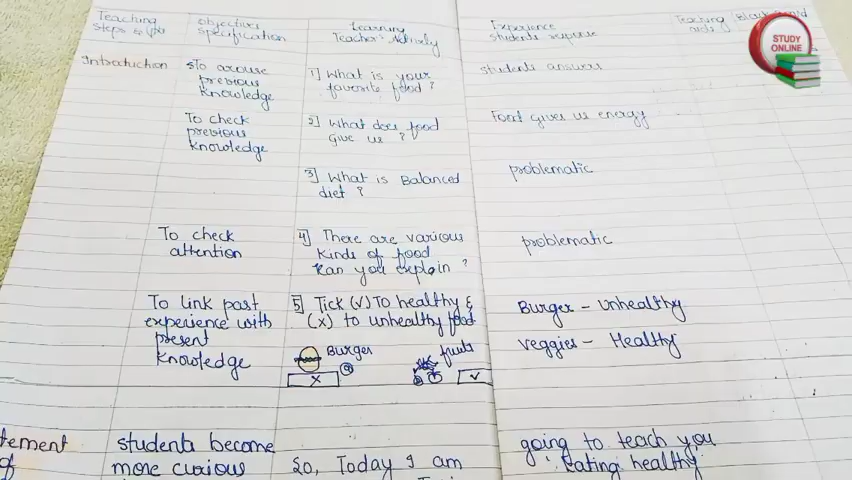 Teaching
steps &
objectives
specification
Learning
Teacher's Activity
Experience
students
Teaching
aids
STUDY
ONLINE
Introduction
To arouse
previous
knowledge
1] What is your
favorite food ?
students answers
To check
previous
knowledge
2] What does food
give us ?
Food gives us energy
3] What is Balanced
diet ?
problematic
To check
attention
4] There are various
kinds of food
can you explain ?
problematic
To link past
experience with
present
knowledge
5] Tick (√) To healthy &
(x) to unhealthy food
Burger
fruits
x
√
Burger – unhealthy
veggies – Healthy
tement
of
students become
more curious
So, Today I am
going to teach you
Eating healthy